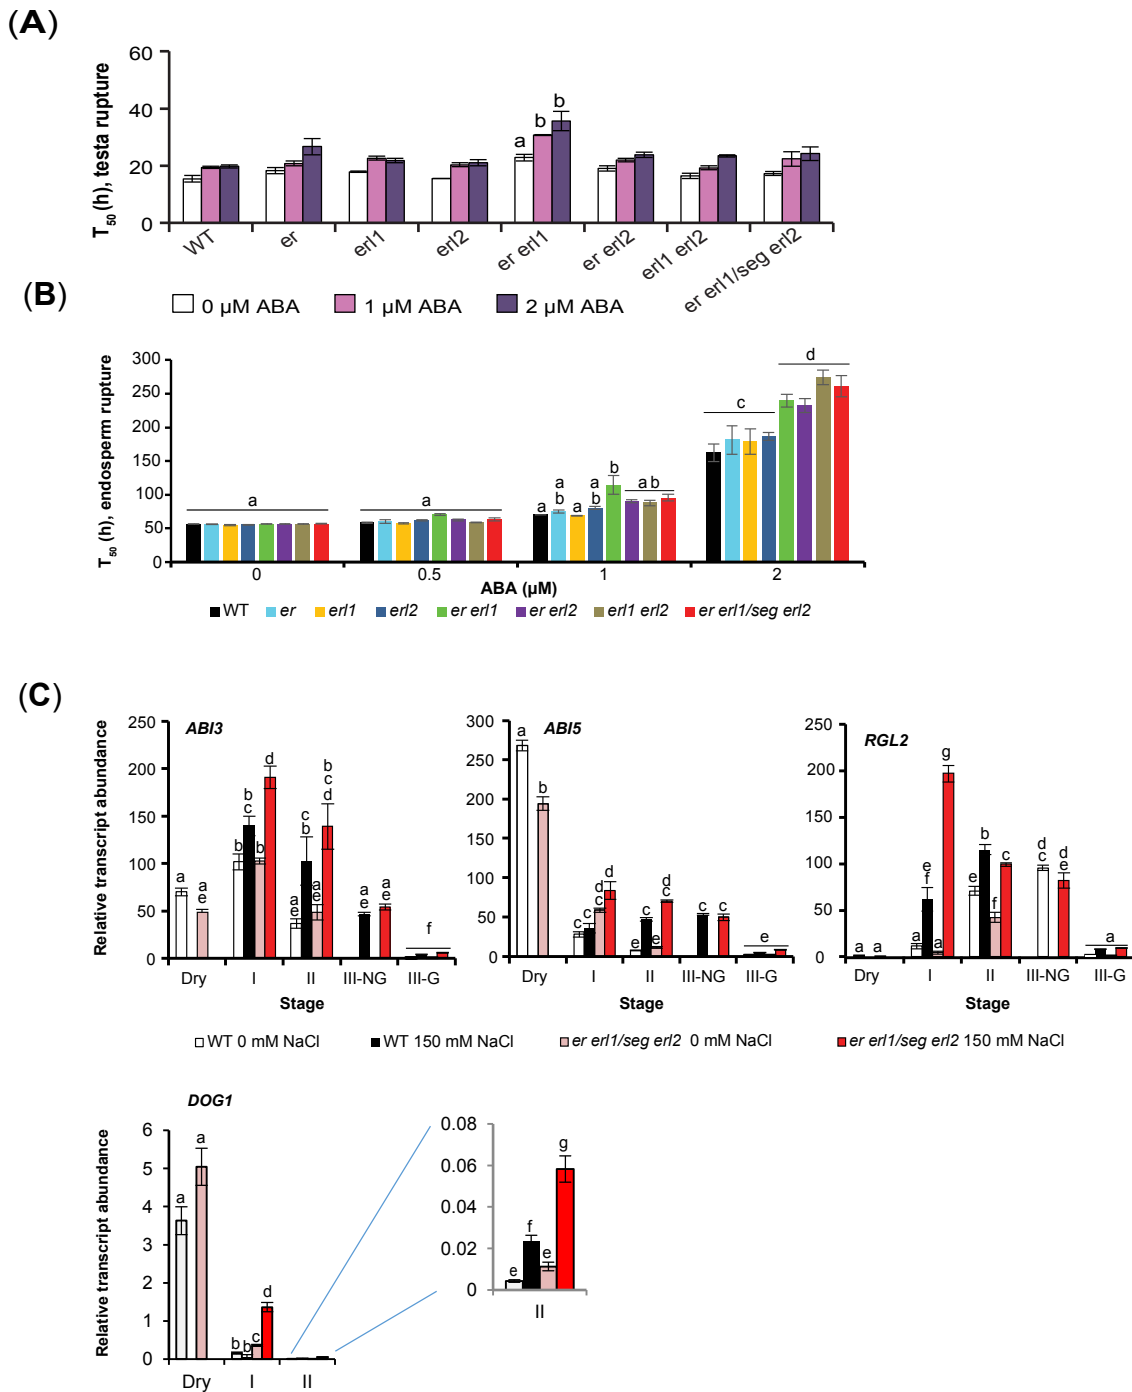 (A)
T50 (h), testa rupture
60
40
20
0
a
b
b
WT
er
erl1
erl2
er erl1
er erl2
erl1 erl2
er erl1/seg erl2
0 µM ABA
1 µM ABA
2 µM ABA
(B)
T50 (h), endosperm rupture
300
250
200
150
100
50
0
a
a
a
a
b
a
a
b
b
a b
c
d
0
0.5
1
2
ABA (µM)
WT
er
erl1
erl2
er erl1
er erl2
erl1 erl2
er erl1/seg erl2
(C)
Relative transcript abundance
ABI3
250
200
150
100
50
0
a
a
e
b
c
b
c
b
d
a
e
c
b
a
e
b
c
d
a
e
a
e
f
Dry
I
II
III-NG
III-G
Stage
ABI5
300
250
200
150
100
50
0
a
b
c
c
d
c
d
c
e
c
e
d
c
c
c
e
Dry
I
II
III-NG
III-G
Stage
RGL2
250
200
150
100
50
0
a
a
a
e
f
a
g
e
b
f
c
d
c
d
e
a
Dry
I
II
III-NG
III-G
Stage
WT 0 mM NaCl
WT 150 mM NaCl
er erl1/seg erl2 0 mM NaCl
er erl1/seg erl2 150 mM NaCl
DOG1
Relative transcript abundance
6
5
4
3
2
1
0
a
a
b
b
c
d
Dry
I
II
0.08
0.06
0.04
0.02
0
e
f
e
g
II